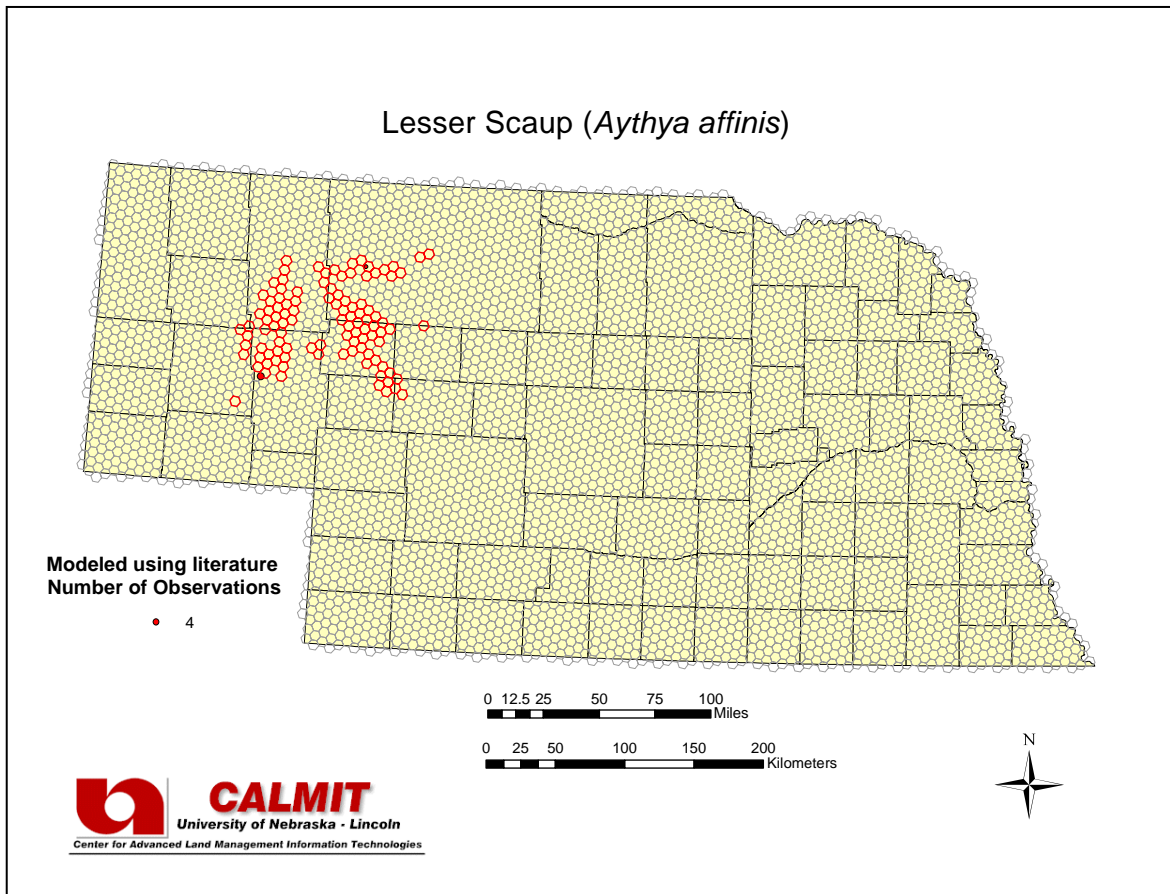 Lesser Scaup (Aythya affinis)
Modeled using literature
Number of Observations
4
0 12.5 25 50 75 100
Miles
0 25 50 100 150 200
Kilometers
N
CALMIT
University of Nebraska - Lincoln
Center for Advanced Land Management Information Technologies